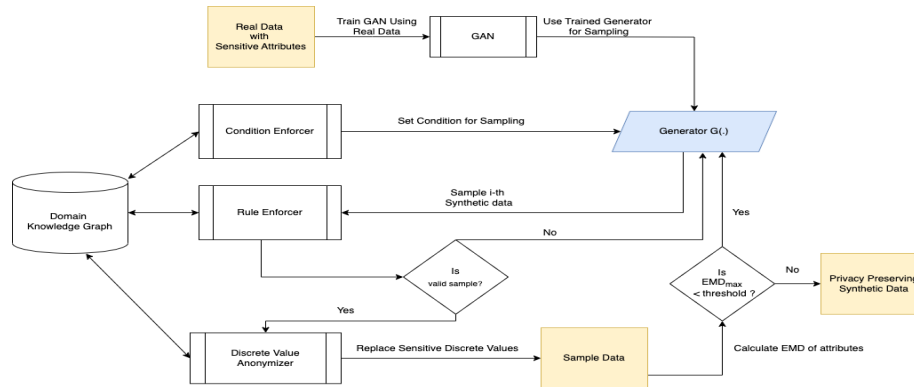 Real Data
with
Sensitive Attributes
Train GAN Using
Real Data
GAN
Use Trained Generator
for Sampling
Condition Enforcer
Set Condition for Sampling
Generator G(.)
Domain
Knowledge Graph
Rule Enforcer
Sample i-th
Synthetic data
No
Is
valid sample?
Yes
Yes
Is
EMDmax
< threshold ?
No
Privacy Preserving
Synthetic Data
Discrete Value
Anonymizer
Replace Sensitive Discrete Values
Sample Data
Calculate EMD of attributes